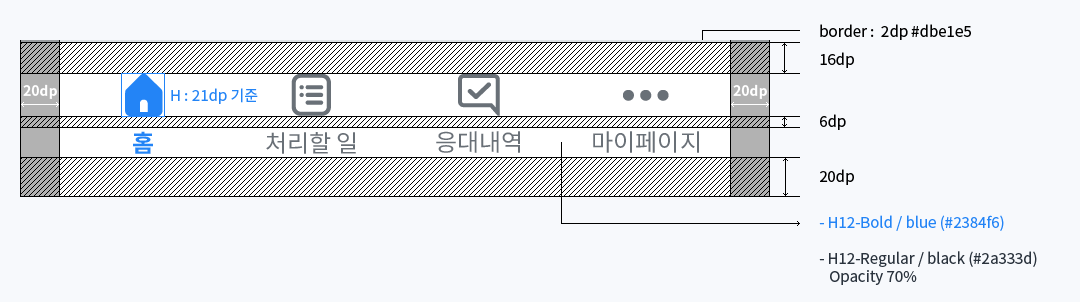 border : 2dp #dbe1e5
16dp
20dp
H : 21dp 기준
20dp
6dp
홈
처리할 일
응대내역
마이페이지
20dp
- H12-Bold / blue (#2384f6)
- H12-Regular / black (#2a333d)
Opacity 70%